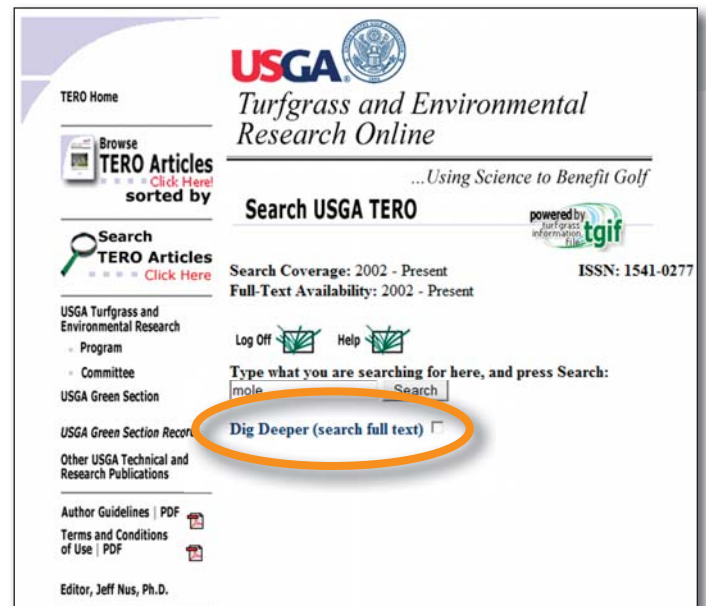 USGA
Turfgrass and Environmental
Research Online
...Using Science to Benefit Golf
TERO Home
Browse
TERO Articles
Click Here!
sorted by
Search
TERO Articles
Click Here
USGA Turfgrass and
Environmental Research
Program
Committee
USGA Green Section
USGA Green Section Record
Other USGA Technical and
Research Publications
Author Guidelines | PDF
Terms and Conditions
of Use | PDF
Editor, Jeff Nus, Ph.D.
Search USGA TERO
powered by
turfgrass
information
file
tgif
Search Coverage: 2002 - Present
ISSN: 1541-0277
Full-Text Availability: 2002 - Present
Log Off
Help
Type what you are searching for here, and press Search:
mole
Search
Dig Deeper (search full text)